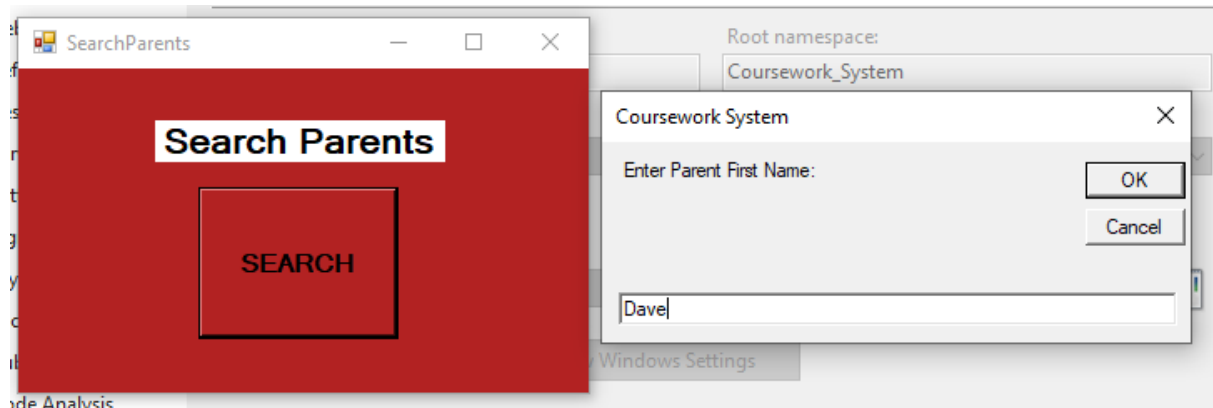 SearchParents
Search Parents
SEARCH
Root namespace:
Coursework_System
Coursework System
Enter Parent First Name:
OK
Cancel
Dave
Windows Settings
Analysis